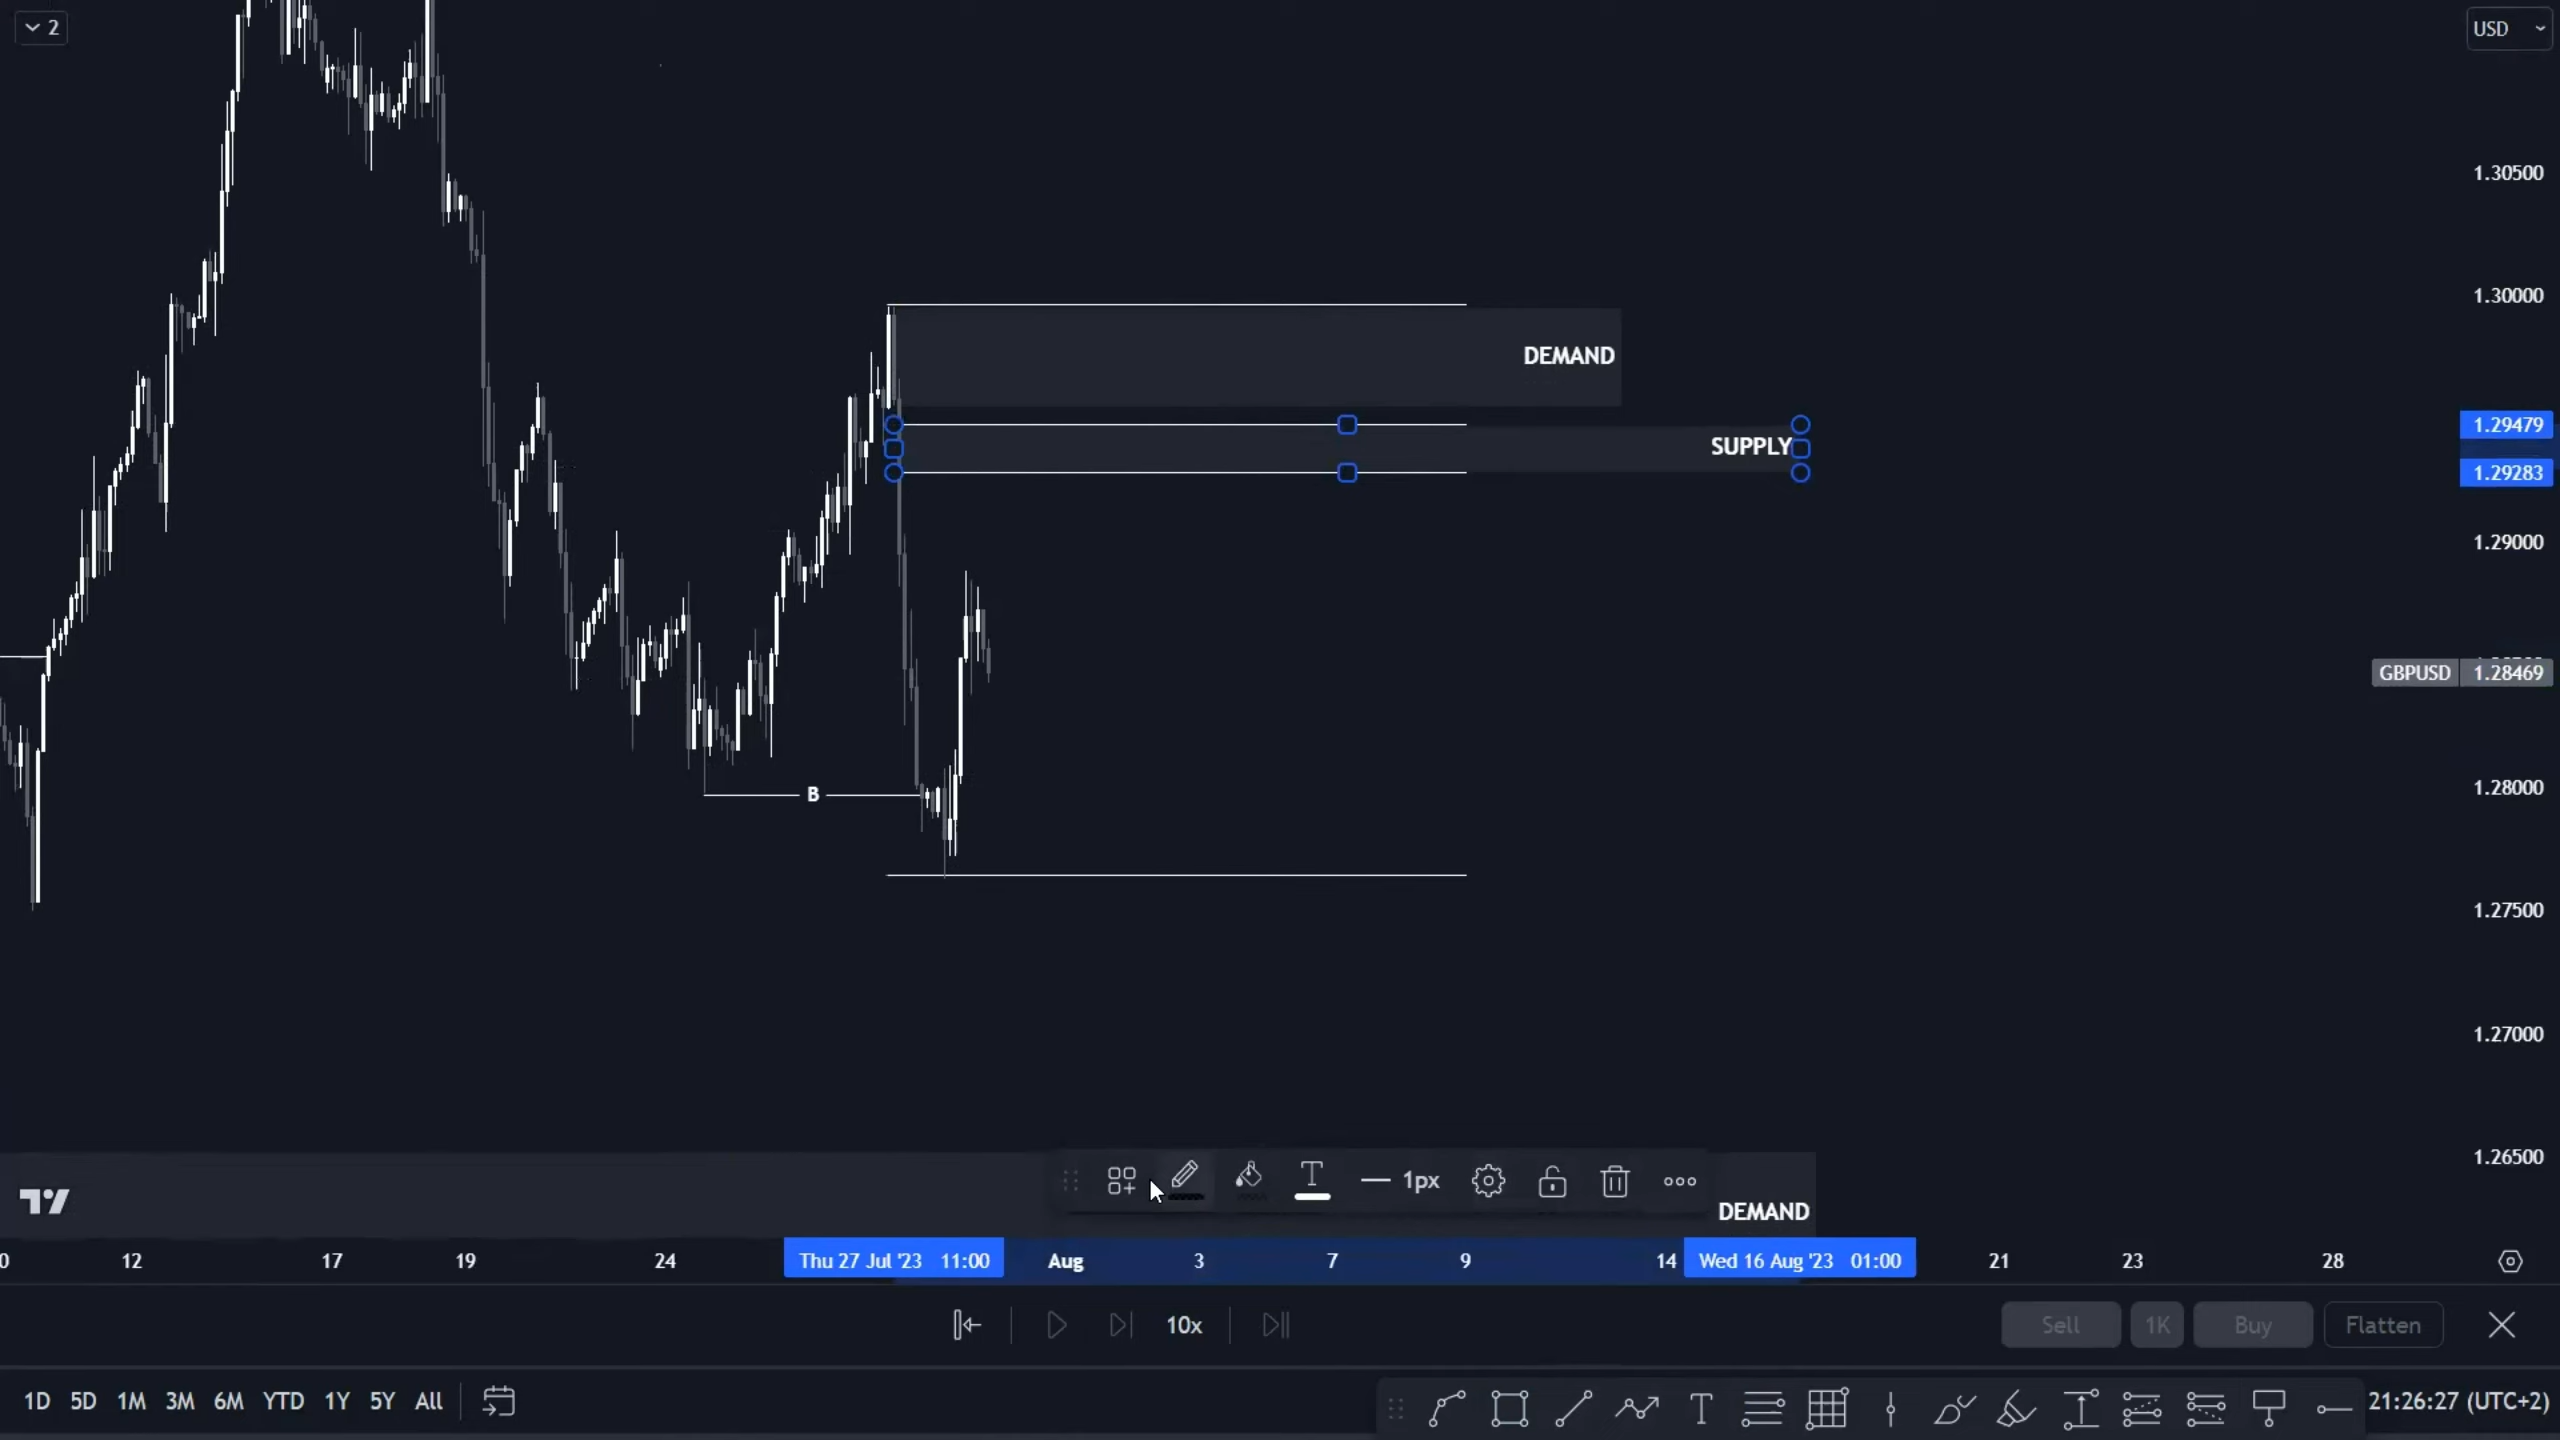 2
USD
1.30500
1.30000
DEMAND
1.29479
SUPPLY
1.29283
1.29000
GBPUSD 1.28469
B
1.28000
1.27500
1.27000
1.26500
1px
DEMAND
0 12 17 19 24 Thu 27 Jul '23 11:00 Aug 3 7 9 14 Wed 16 Aug '23 01:00 21 23 28
10x Sell 1K Buy Flatten
1D 5D 1M 3M 6M YTD 1Y 5Y All T 21:26:27 (UTC+2)